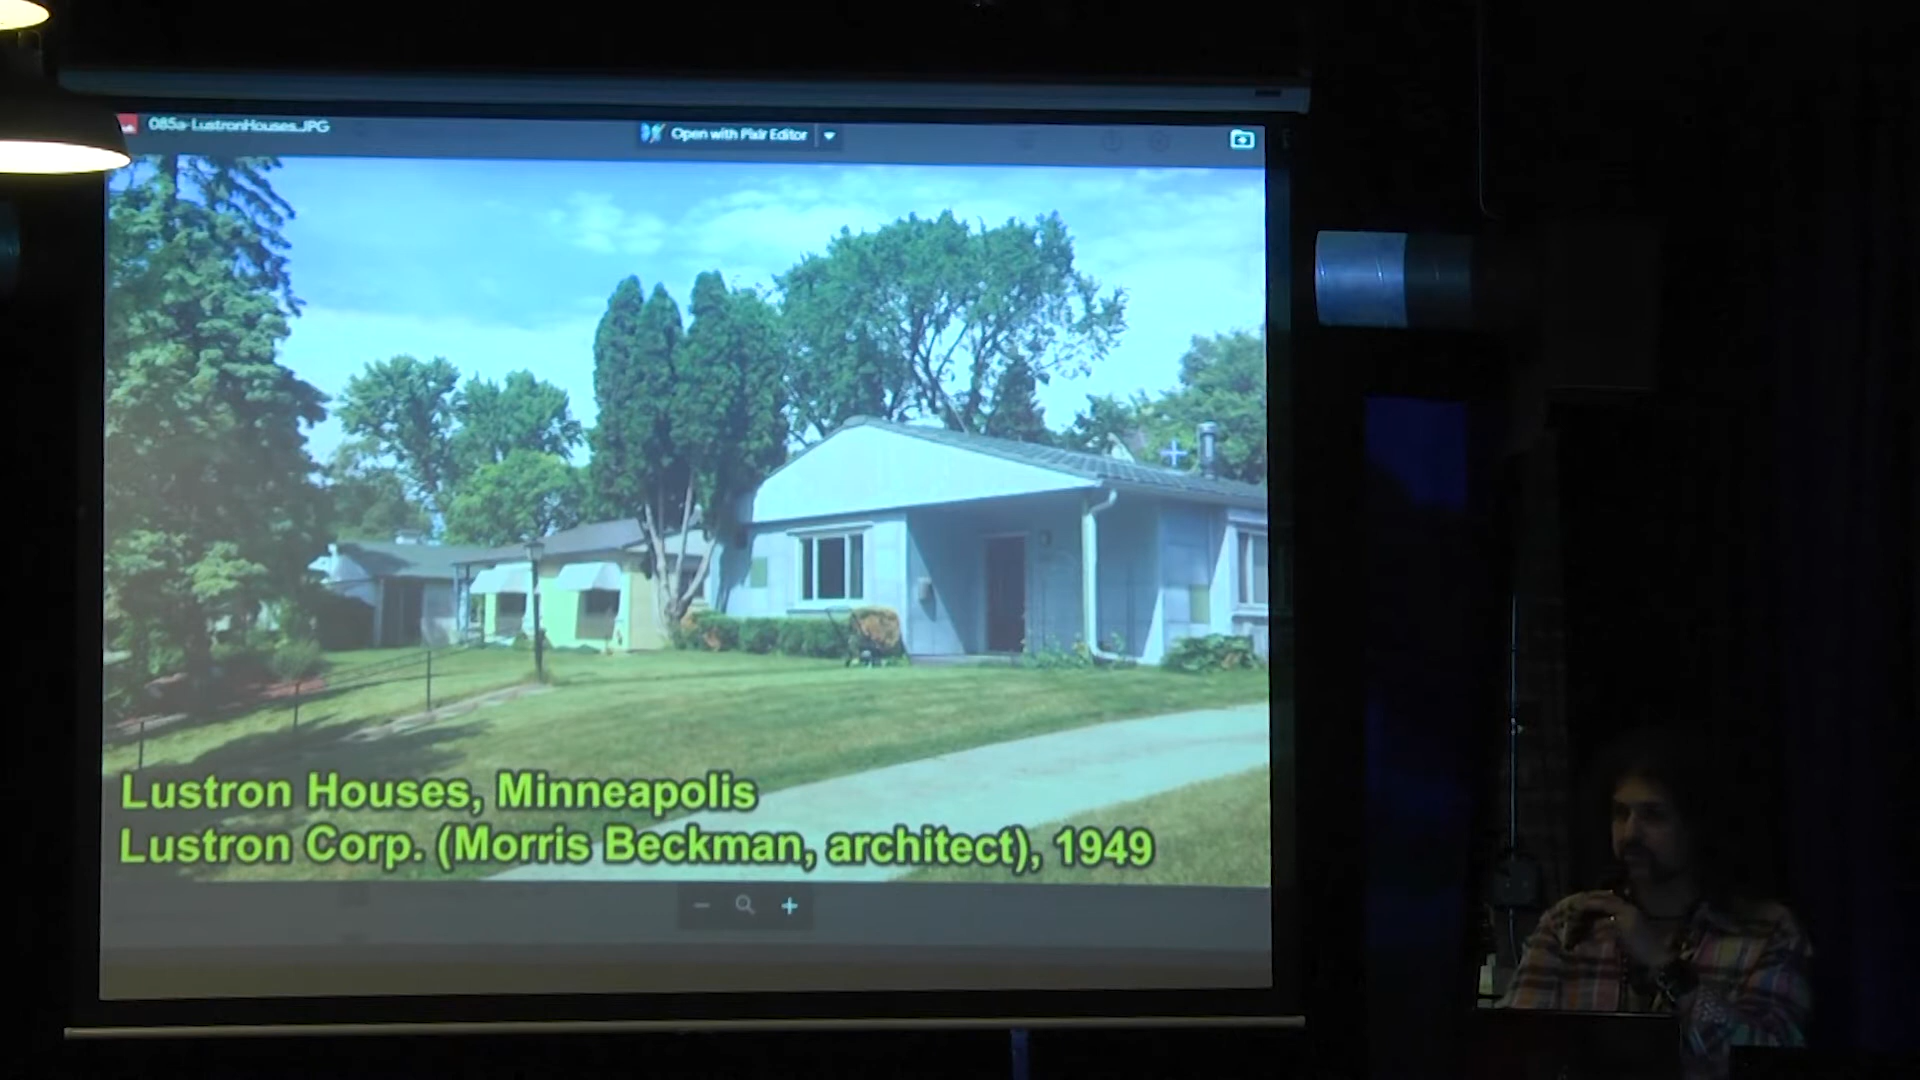 085a-LustronHouses.JPG
Open with Pixlr Editor
Lustron Houses, Minneapolis
Lustron Corp. (Morris Beckman, architect), 1949